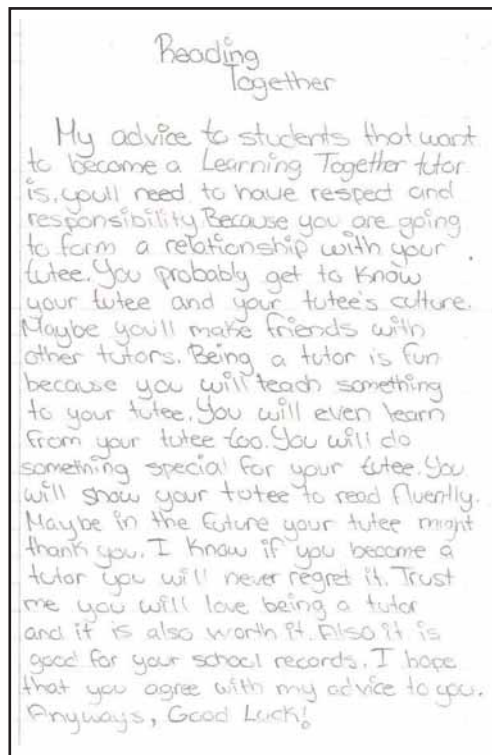 Reading
Together
My advice to students that want
to become a Learning Together tutor
is, youll need to have respect and
responsibility. Because you are going
to form a relationship with your
tutee. You probably get to know
your tutee and your tutee's culture.
Maybe you'll make friends with
other tutors. Being a tutor is fun
because you will teach something
to your tutee. You will even learn
from your tutee too. You will do
something special for your tutee. You
will show your tutee to read fluently.
Maybe in the future your tutee might
thank you. I know if you become a
tutor you will never regret it. Trust
me you will love being a tutor
and it is also worth it. Also it is
good for your school records. I hope
that you agree with my advice to you.
Anyways, Good Luck!